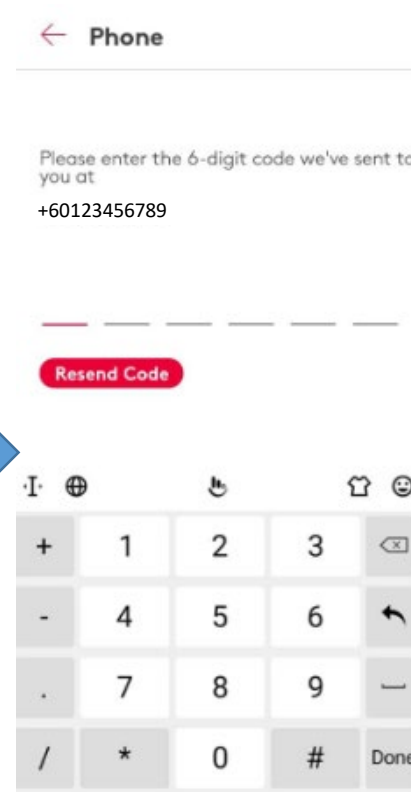 Phone
Please enter the 6-digit code we've sent to
you at
+60123456789
Resend Code
+ 1 2 3
- 4 5 6
. 7 8 9
/ * 0 # Done